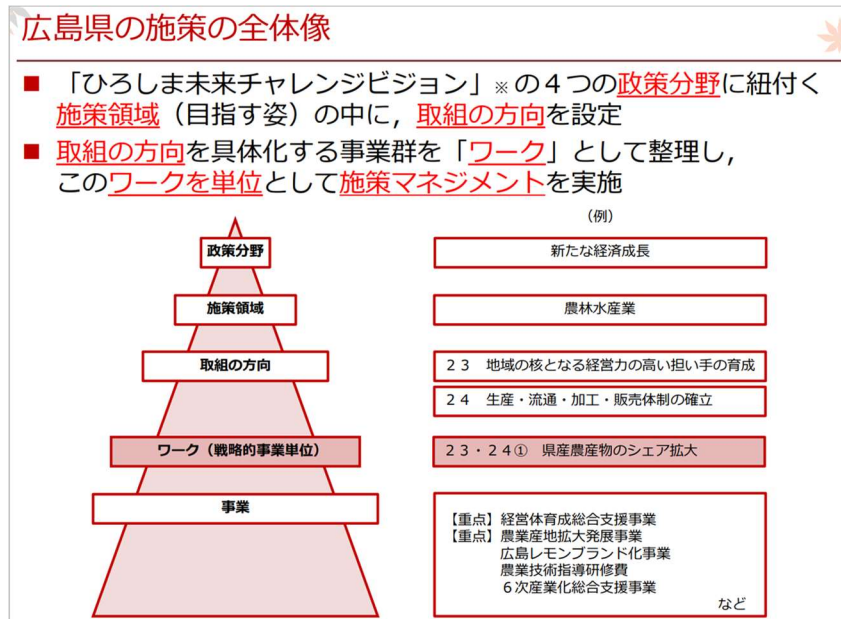 広島県の施策の全体像
■ 「ひろしま未来チャレンジビジョン」※の４つの政策分野に紐付く
施策領域（目指す姿）の中に，取組の方向を設定
■ 取組の方向を具体化する事業群を「ワーク」として整理し，
このワークを単位として施策マネジメントを実施
（例）
政策分野
新たな経済成長
施策領域
農林水産業
取組の方向
２３　地域の核となる経営力の高い担い手の育成
２４　生産・流通・加工・販売体制の確立
ワーク（戦略的事業単位）
２３・２４①　県産農産物のシェア拡大
事業
【重点】経営体育成総合支援事業
【重点】農業産地拡大発展事業
広島レモンブランド化事業
農業技術指導研修費
６次産業化総合支援事業
など